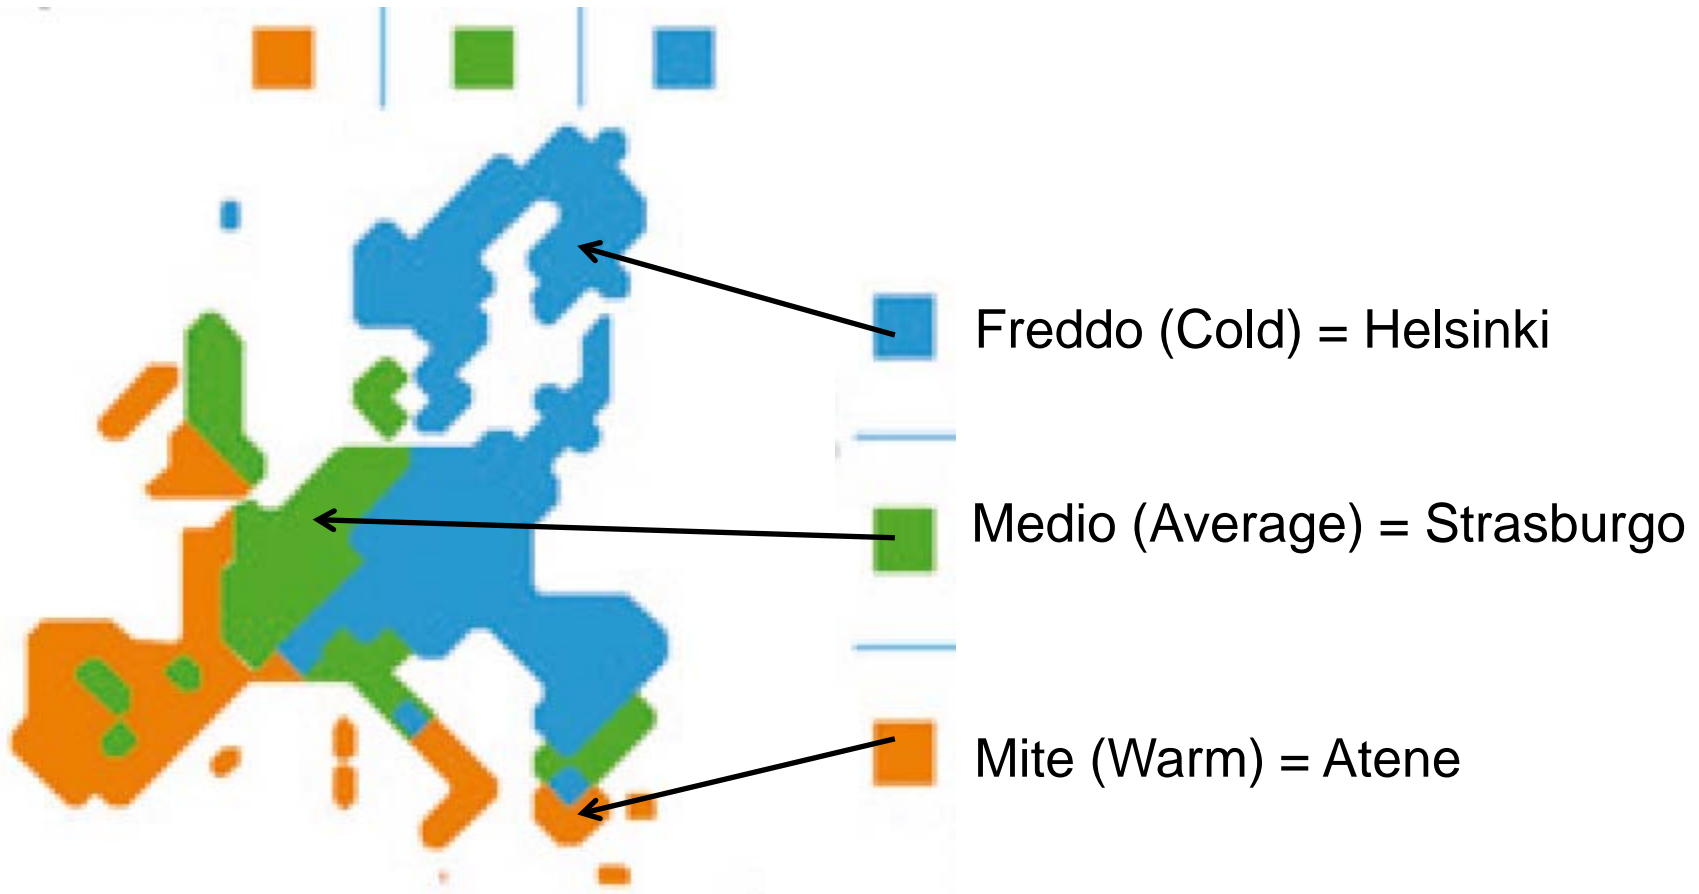 Freddo (Cold) = Helsinki
Medio (Average) = Strasburgo
Mite (Warm) = Atene